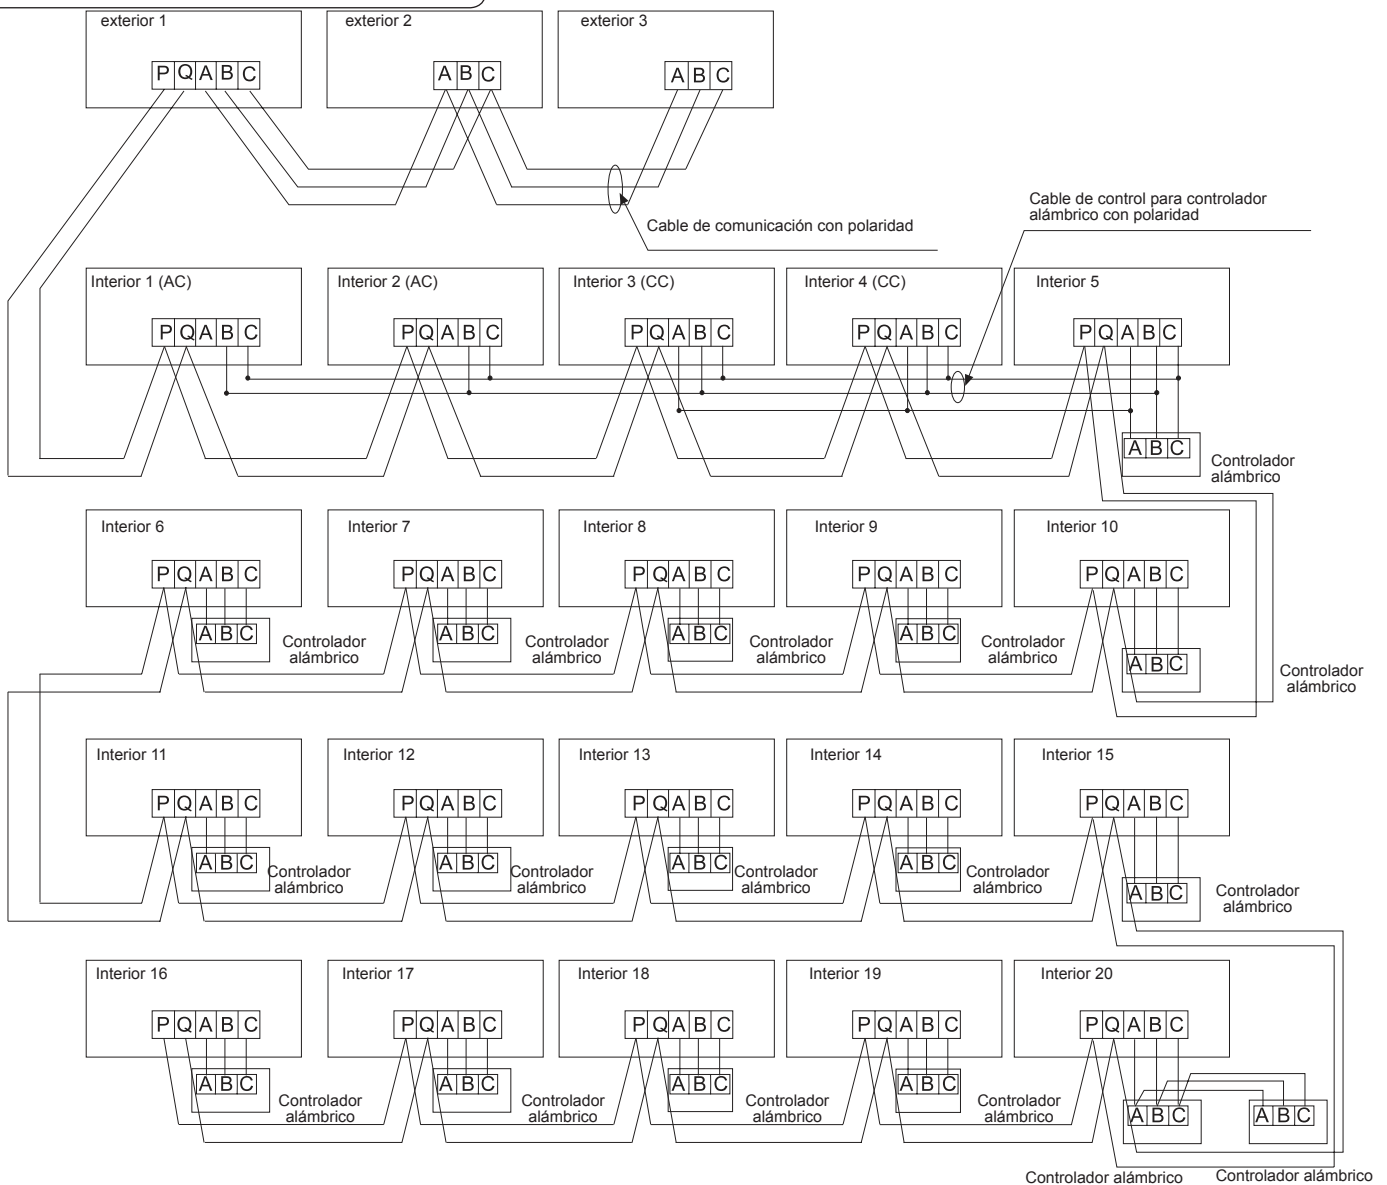 exterior 1
exterior 2
exterior 3
P Q A B C
A B C
A B C
Cable de comunicación con polaridad
Cable de control para controlador
alámbrico con polaridad
Interior 1 (AC)
Interior 2 (AC)
Interior 3 (CC)
Interior 4 (CC)
Interior 5
P Q A B C
P Q A B C
P Q A B C
P Q A B C
P Q A B C
A B C
Controlador
alámbrico
Interior 6
Interior 7
Interior 8
Interior 9
Interior 10
P Q A B C
P Q A B C
P Q A B C
P Q A B C
P Q A B C
A B C
Controlador
alámbrico
A B C
Controlador
alámbrico
A B C
Controlador
alámbrico
A B C
Controlador
alámbrico
A B C
Controlador
alámbrico
Interior 11
Interior 12
Interior 13
Interior 14
Interior 15
P Q A B C
P Q A B C
P Q A B C
P Q A B C
P Q A B C
A B C
Controlador
alámbrico
A B C
Controlador
alámbrico
A B C
Controlador
alámbrico
A B C
Controlador
alámbrico
A B C
Controlador
alámbrico
Interior 16
Interior 17
Interior 18
Interior 19
Interior 20
P Q A B C
P Q A B C
P Q A B C
P Q A B C
P Q A B C
A B C
Controlador
alámbrico
A B C
Controlador
alámbrico
A B C
Controlador
alámbrico
A B C
Controlador
alámbrico
A B C
A B C
Controlador alámbrico
Controlador alámbrico